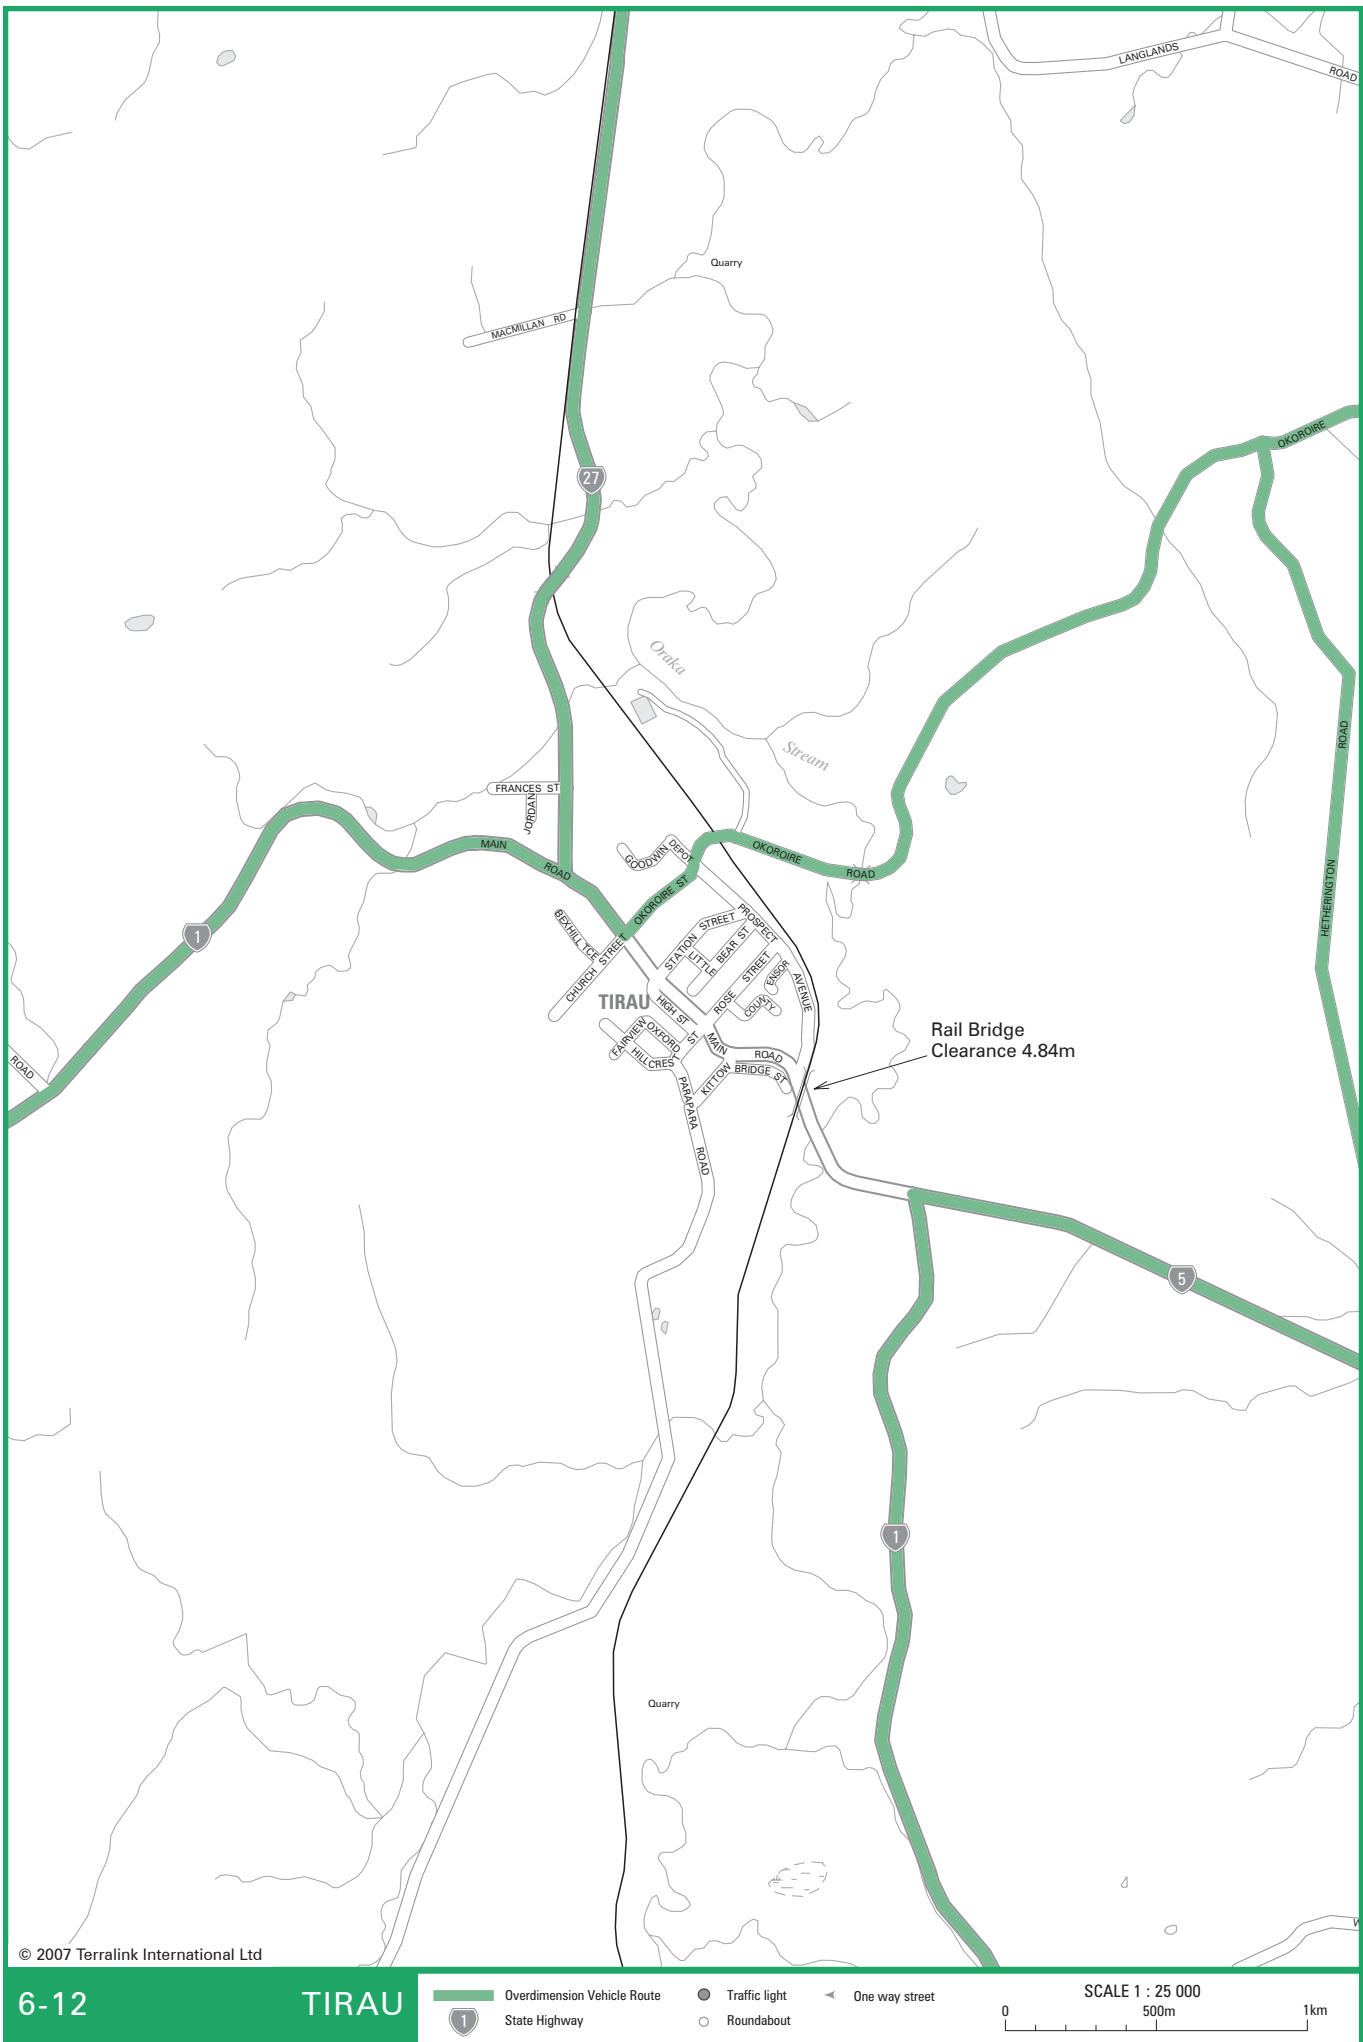 LANGLANDS
ROAD
Quarry
MACMILLAN RD
OKOROIRE
27
Oraka
Stream
ROAD
HETHERINGTON
FRANCES ST
JORDAN
MAIN
ROAD
GOODWIN
DEPOT
OKOROIRE
ROAD
OKOROIRE ST
BEXHILL TCE
CHURCH STREET
STATION STREET
PROSPECT
AVENUE
LITTLE
BEAR ST
ROSE STREET
ENSOR
COUNTY
1
TIRAU
HIGH ST
FAIRVIEW
OXFORD
ST
HILLCREST
MAIN
ROAD
KITTOW
BRIDGE ST
PARAPARA
ROAD
Rail Bridge
Clearance 4.84m
ROAD
5
1
Quarry
W
© 2007 Terralink International Ltd
6-12 TIRAU
Overdimension Vehicle Route
1 State Highway
Traffic light
Roundabout
One way street
SCALE 1 : 25 000
0 500m 1km